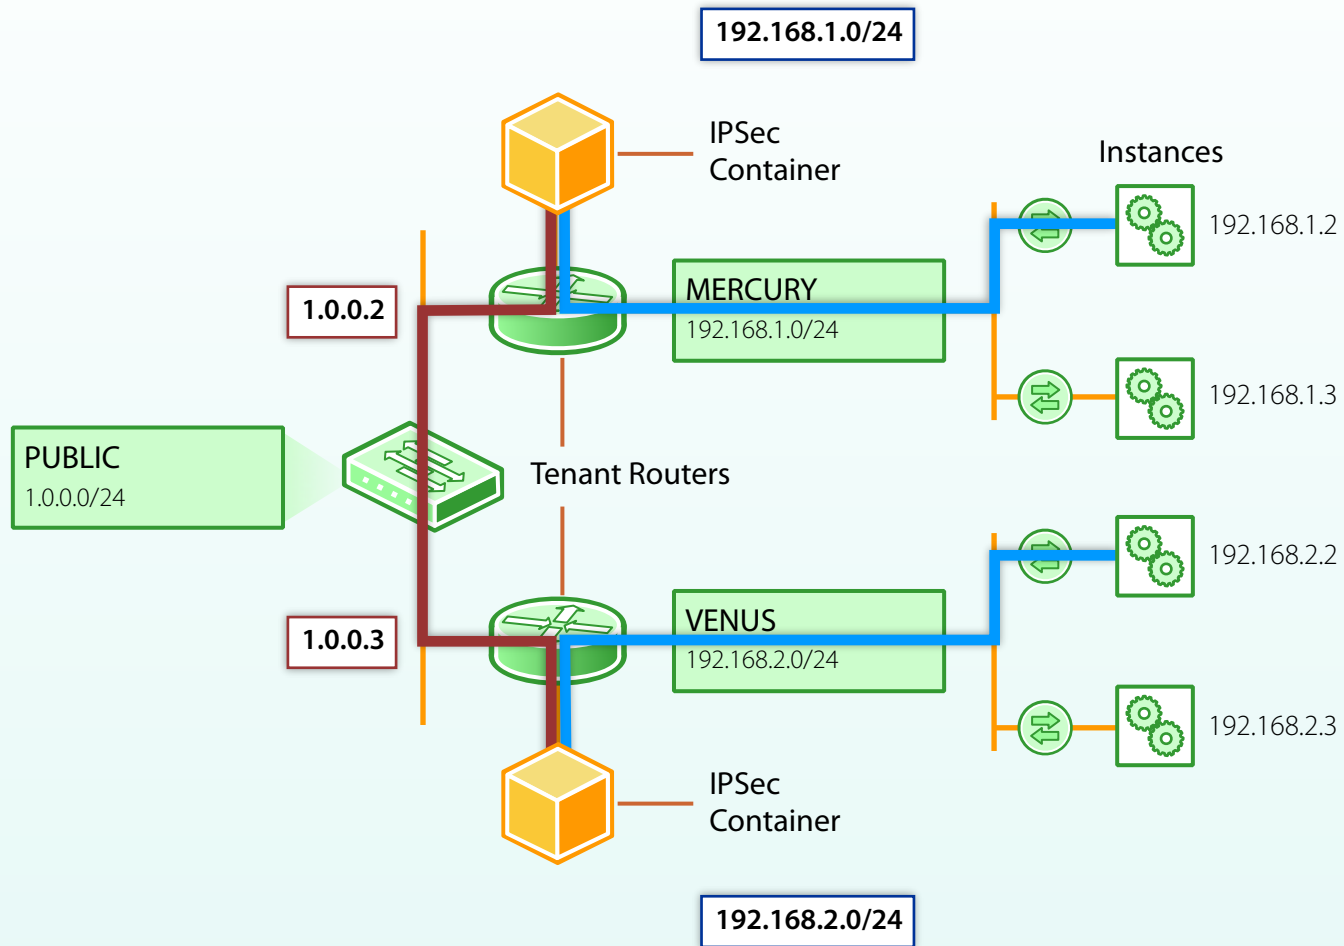 192.168.1.0/24
IPSec
Container
Instances
192.168.1.2
1.0.0.2
MERCURY
192.168.1.0/24
192.168.1.3
PUBLIC
1.0.0.0/24
Tenant Routers
192.168.2.2
1.0.0.3
VENUS
192.168.2.0/24
192.168.2.3
IPSec
Container
192.168.2.0/24